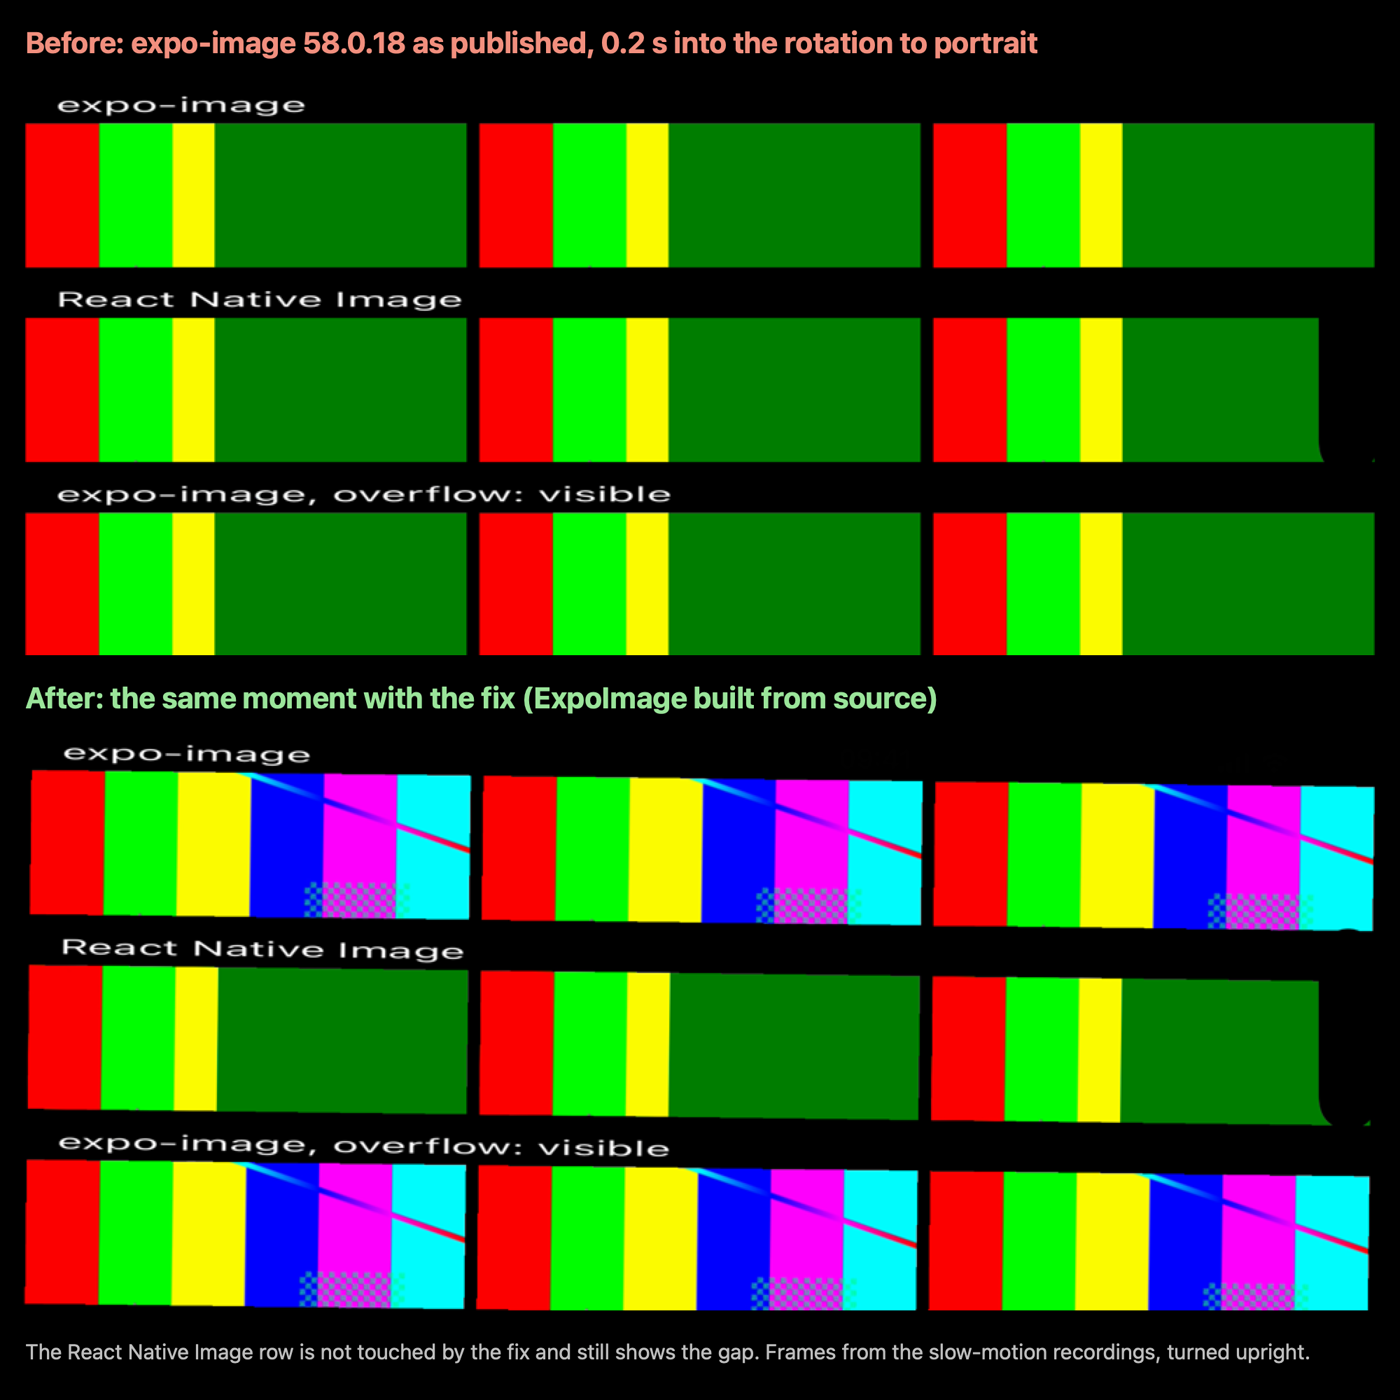 Before: expo-image 58.0.18 as published, 0.2 s into the rotation to portrait
expo-image
React Native Image
expo-image, overflow: visible
After: the same moment with the fix (ExpoImage built from source)
expo-image
React Native Image
expo-image, overflow: visible
The React Native Image row is not touched by the fix and still shows the gap. Frames from the slow-motion recordings, turned upright.